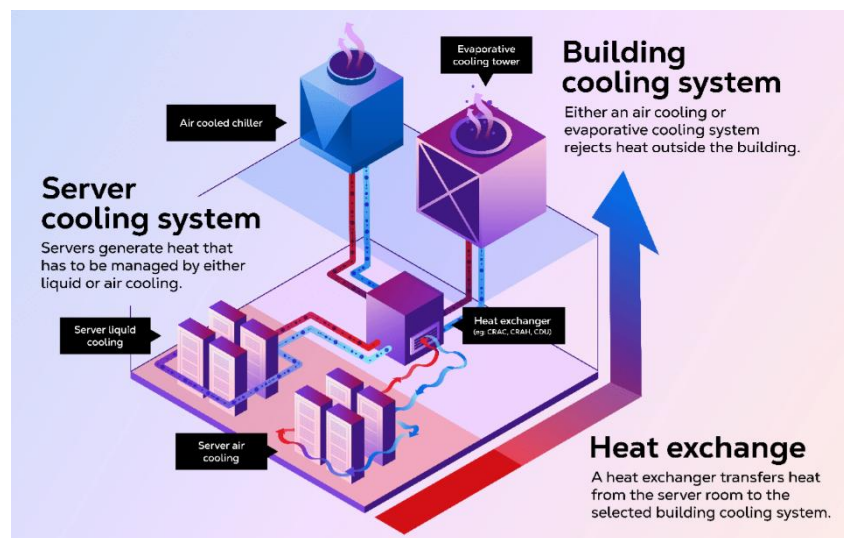 Evaporative
cooling tower
Building
cooling system
Either an air cooling or
evaporative cooling system
rejects heat outside the building.
Air cooled chiller
Server
cooling system
Servers generate heat that
has to be managed by either
liquid or air cooling.
Server liquid
cooling
Heat exchanger
(eg. CRAC, CRAH, CDU)
Server air
cooling
Heat exchange
A heat exchanger transfers heat
from the server room to the
selected building cooling system.